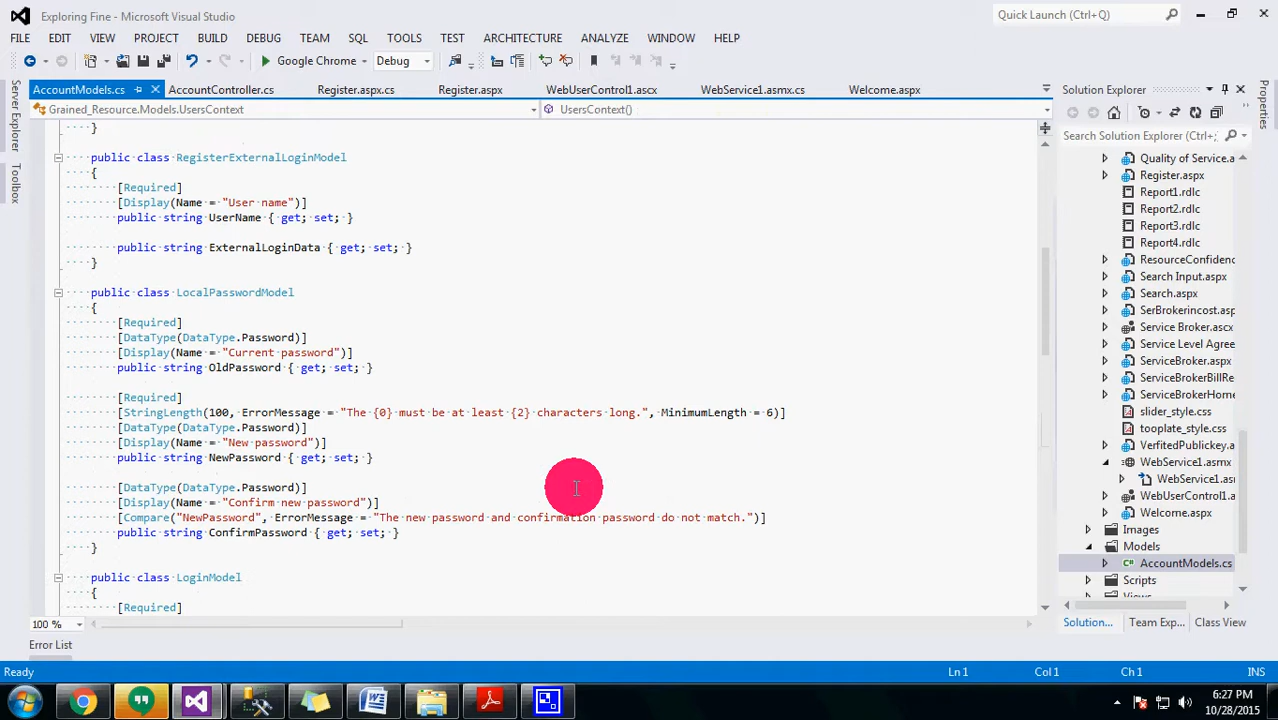 Exploring Fine - Microsoft Visual Studio
Quick Launch (Ctrl+Q)
FILE EDIT VIEW PROJECT BUILD DEBUG TEAM SQL TOOLS TEST ARCHITECTURE ANALYZE WINDOW HELP
Google Chrome Debug
Server Explorer
Toolbox
AccountModels.cs AccountController.cs Register.aspx.cs Register.aspx WebUserControl1.ascx WebService1.asmx.cs Welcome.aspx
Grained_Resource.Models.UsersContext UsersContext()
}
public class RegisterExternalLoginModel
{
[Required]
[Display(Name = "User name")]
public string UserName { get; set; }
public string ExternalLoginData { get; set; }
}
public class LocalPasswordModel
{
[Required]
[DataType(DataType.Password)]
[Display(Name = "Current password")]
public string OldPassword { get; set; }
[Required]
[StringLength(100, ErrorMessage = "The {0} must be at least {2} characters long.", MinimumLength = 6)]
[DataType(DataType.Password)]
[Display(Name = "New password")]
public string NewPassword { get; set; }
[DataType(DataType.Password)]
[Display(Name = "Confirm new password")]
[Compare("NewPassword", ErrorMessage = "The new password and confirmation password do not match.")]
public string ConfirmPassword { get; set; }
}
public class LoginModel
{
[Required]
100 %
Error List
Solution Explorer
Search Solution Explorer (Ctrl+;
Quality of Service.a
Register.aspx
Report1.rdlc
Report2.rdlc
Report3.rdlc
Report4.rdlc
ResourceConfidenc
Search Input.aspx
Search.aspx
SerBrokerincost.asp
Service Broker.ascx
Service Level Agree
ServiceBroker.aspx
ServiceBrokerBillRe
ServiceBrokerHome
slider_style.css
tooplate_style.css
VerfitedPublickey.a
WebService1.asmx
WebService1.as
WebUserControl1.a
Welcome.aspx
Images
Models
AccountModels.cs
Scripts
Views
Solution... Team Exp... Class View
Properties
Ready Ln 1 Col 1 Ch 1 INS
6:27 PM
10/28/2015